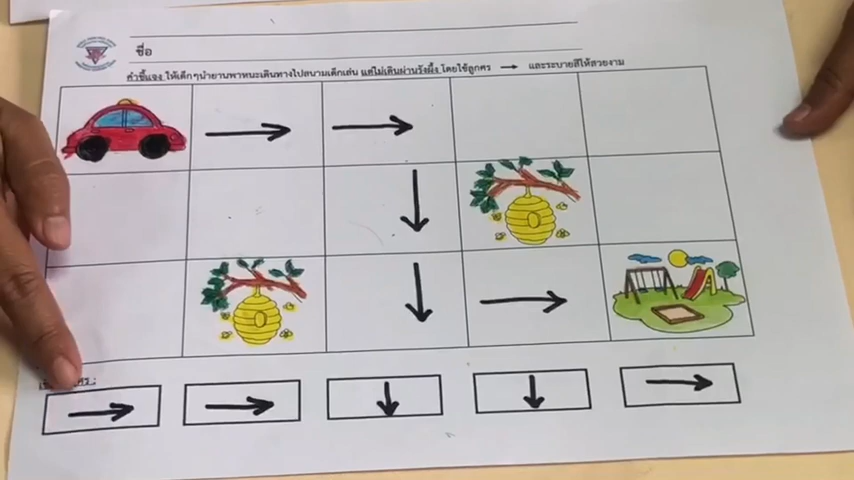 ชื่อ
คำชี้แจง ให้เด็กๆนำยานพาหนะเดินทางไปสนามเด็กเล่น แต่ไม่เดินผ่านรังผึ้ง โดยใช้ลูกศร → และระบายสีให้สวยงาม